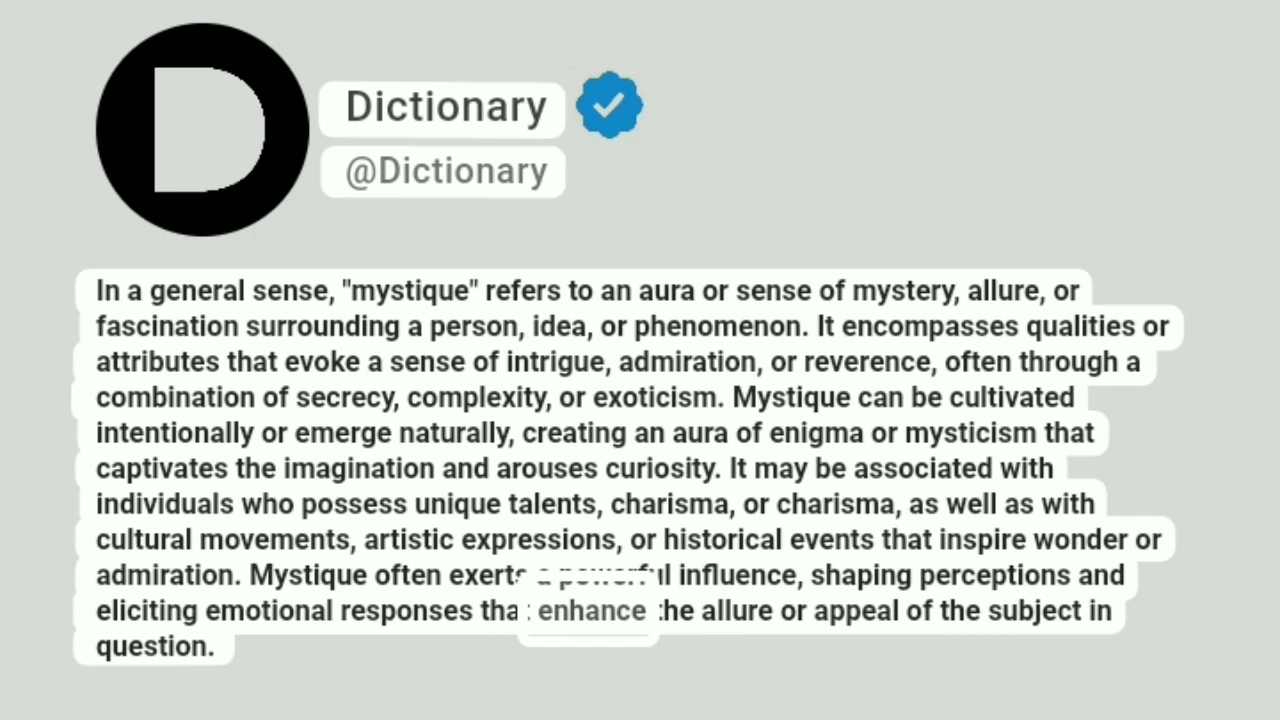 D
Dictionary
@Dictionary
In a general sense, "mystique" refers to an aura or sense of mystery, allure, or
fascination surrounding a person, idea, or phenomenon. It encompasses qualities or
attributes that evoke a sense of intrigue, admiration, or reverence, often through a
combination of secrecy, complexity, or exoticism. Mystique can be cultivated
intentionally or emerge naturally, creating an aura of enigma or mysticism that
captivates the imagination and arouses curiosity. It may be associated with
individuals who possess unique talents, charisma, or charisma, as well as with
cultural movements, artistic expressions, or historical events that inspire wonder or
admiration. Mystique often exerts a powerful influence, shaping perceptions and
eliciting emotional responses that enhance the allure or appeal of the subject in
question.